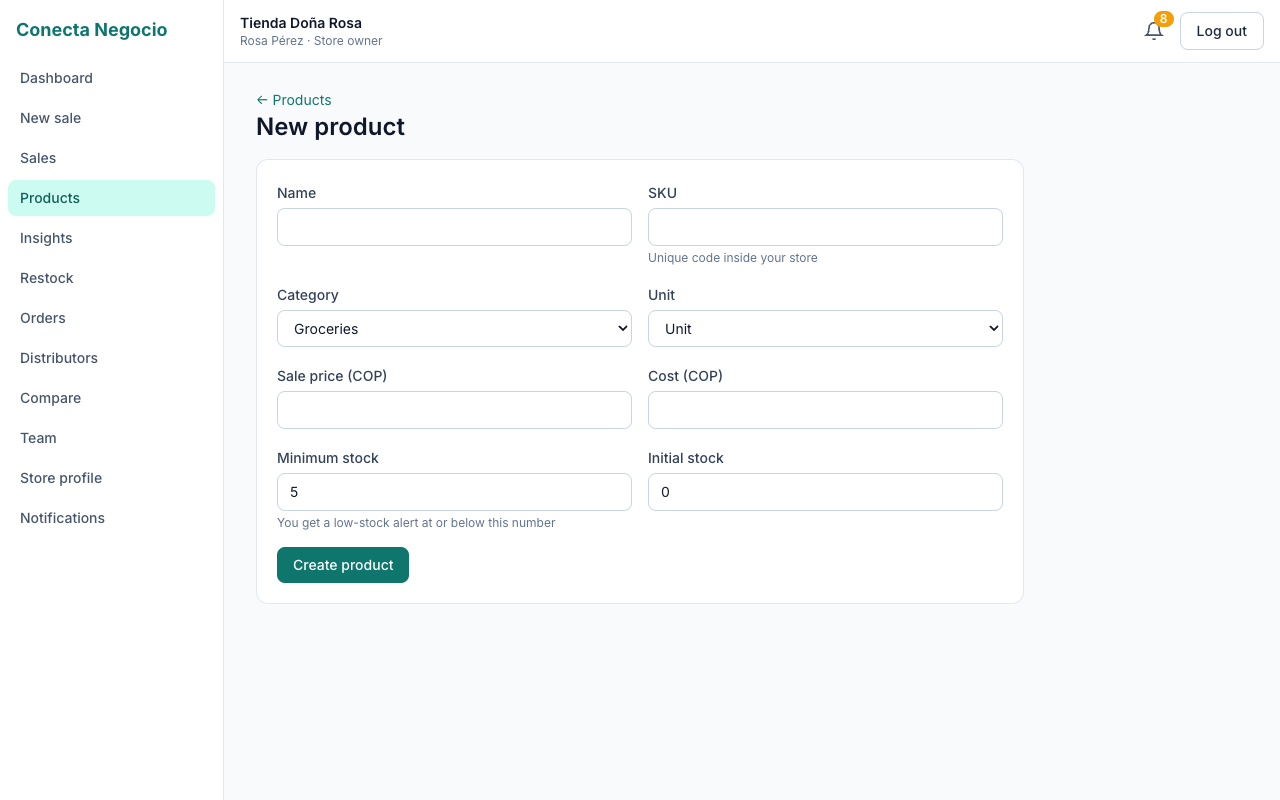 Conecta Negocio
Dashboard
New sale
Sales
Products
Insights
Restock
Orders
Distributors
Compare
Team
Store profile
Notifications
Tienda Doña Rosa
Rosa Pérez · Store owner
8
Log out
← Products
New product
Name
SKU
Unique code inside your store
Category
Unit
Groceries
Unit
Sale price (COP)
Cost (COP)
Minimum stock
Initial stock
5
0
You get a low-stock alert at or below this number
Create product